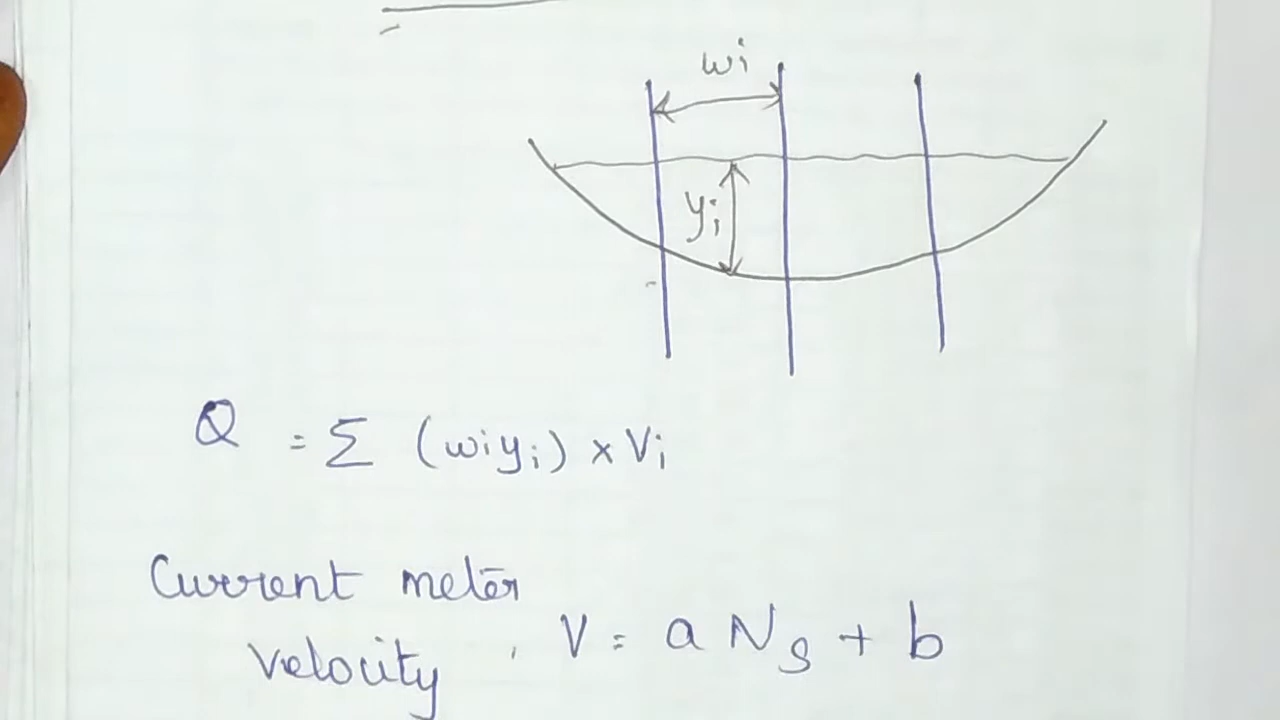 wi
yi
Q = Σ (wiyi) x Vi
Current meter
velocity, V = a Ns + b